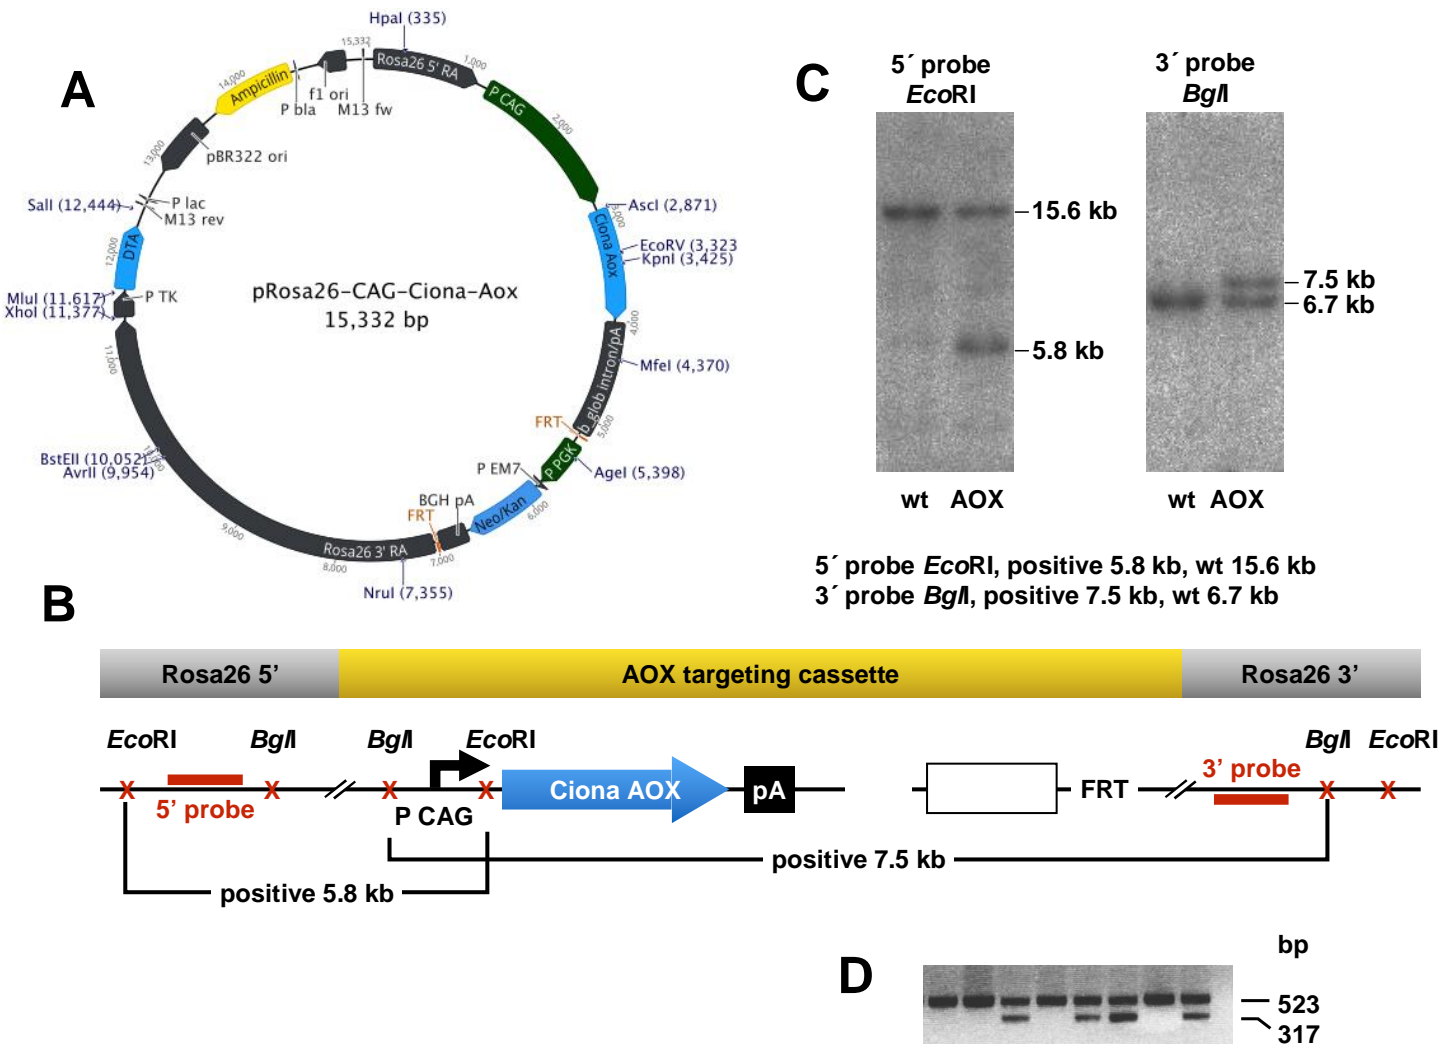 A
HpaI (335)
15,332
Rosa26 5' RA
1,000
P CAG
2,000
14,000
Ampicillin
P bla
f1 ori
M13 fw
13,000
pBR322 ori
SalI (12,444)
P lac
M13 rev
AscI (2,871)
3,000
Ciona Aox
EcoRV (3,323
KpnI (3,425)
12,000
DTA
pRosa26-CAG-Ciona-Aox
15,332 bp
MluI (11,617)
P TK
XhoI (11,377)
4,000
11,000
b_glob intron/pA
MfeI (4,370)
FRT
5,000
P PGK
AgeI (5,398)
BstEII (10,052)
AvrII (9,954)
10,000
P EM7
BGH pA
Neo/Kan
6,000
FRT
9,000
Rosa26 3' RA
7,000
8,000
NruI (7,355)
C
5´ probe
EcoRI
3´ probe
BglI
15.6 kb
7.5 kb
6.7 kb
5.8 kb
wt AOX
wt AOX
5´ probe EcoRI, positive 5.8 kb, wt 15.6 kb
3´ probe BglI, positive 7.5 kb, wt 6.7 kb
B
Rosa26 5’
AOX targeting cassette
Rosa26 3’
EcoRI
BglI
BglI
EcoRI
BglI
EcoRI
X
X
X
X
X
X
5’ probe
P CAG
Ciona AOX
pA
FRT
3’ probe
positive 7.5 kb
positive 5.8 kb
D
bp
523
317